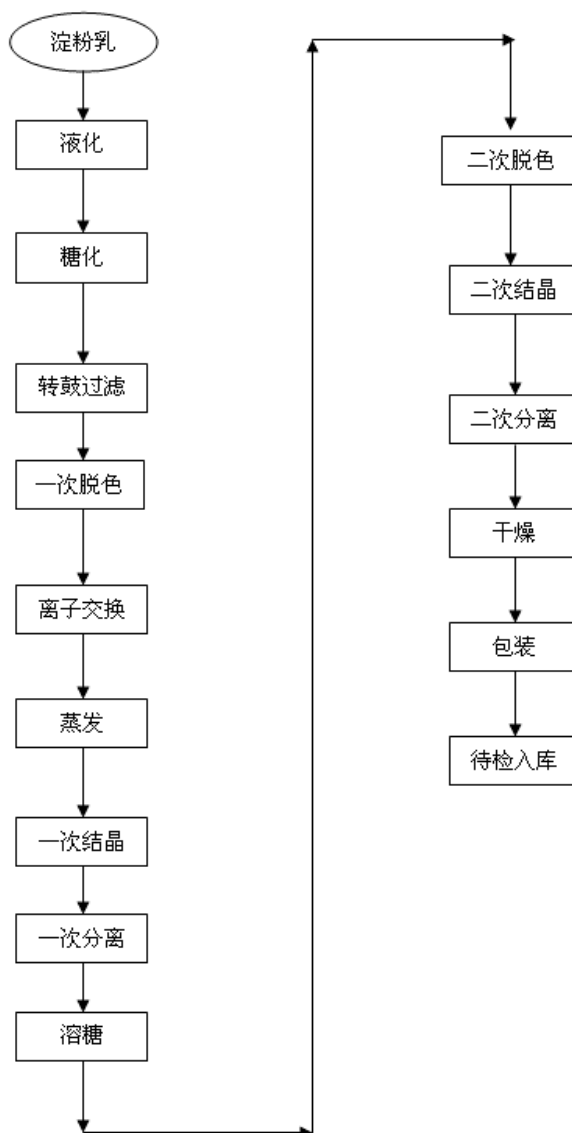 淀粉乳
液化
糖化
转鼓过滤
一次脱色
离子交换
蒸发
一次结晶
一次分离
溶糖
二次脱色
二次结晶
二次分离
干燥
包装
待检入库